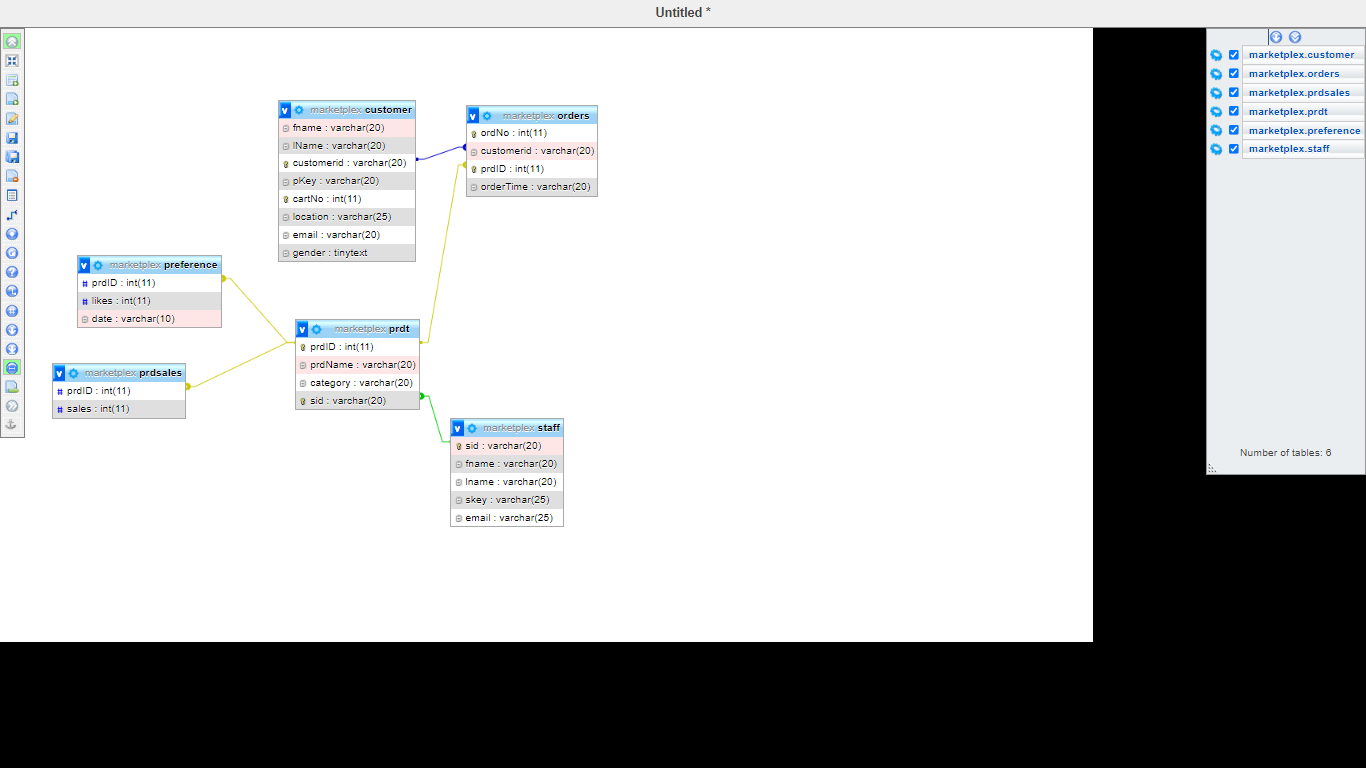 Untitled *
marketplex customer
fname : varchar(20)
lName : varchar(20)
customerid : varchar(20)
pKey : varchar(20)
cartNo : int(11)
location : varchar(25)
email : varchar(20)
gender : tinytext
marketplex orders
ordNo : int(11)
customerid : varchar(20)
prdID : int(11)
orderTime : varchar(20)
marketplex preference
prdID : int(11)
likes : int(11)
date : varchar(10)
marketplex prdt
prdID : int(11)
prdName : varchar(20)
category : varchar(20)
sid : varchar(20)
marketplex prdsales
prdID : int(11)
sales : int(11)
marketplex staff
sid : varchar(20)
fname : varchar(20)
lname : varchar(20)
skey : varchar(25)
email : varchar(25)
marketplex.customer
marketplex.orders
marketplex.prdsales
marketplex.prdt
marketplex.preference
marketplex.staff
Number of tables: 6